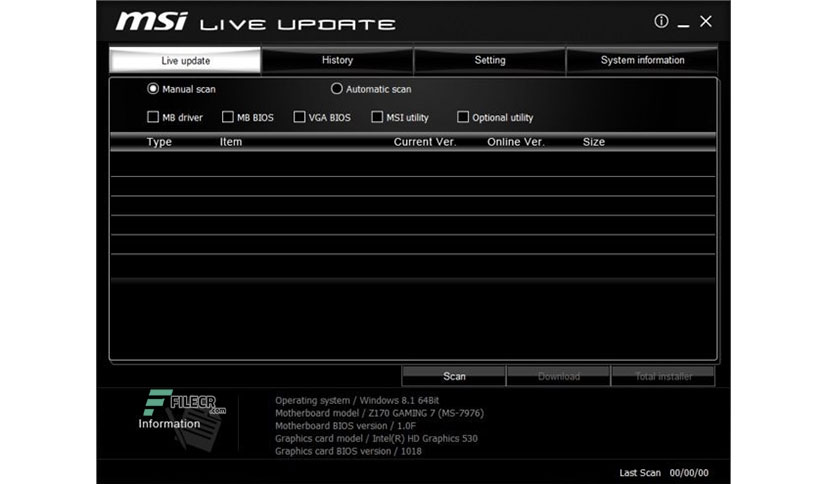 msi LIVE UPDATE
Live update History Setting System information
Manual scan Automatic scan
MB driver MB BIOS VGA BIOS MSI utility Optional utility
Type Item Current Ver. Online Ver. Size
Scan Download Total installer
FILECR
.com
Information
Operating system / Windows 8.1 64Bit
Motherboard model / Z170 GAMING 7 (MS-7976)
Motherboard BIOS version / 1.0F
Graphics card model / Intel(R) HD Graphics 530
Graphics card BIOS version / 1018
Last Scan 00/00/00